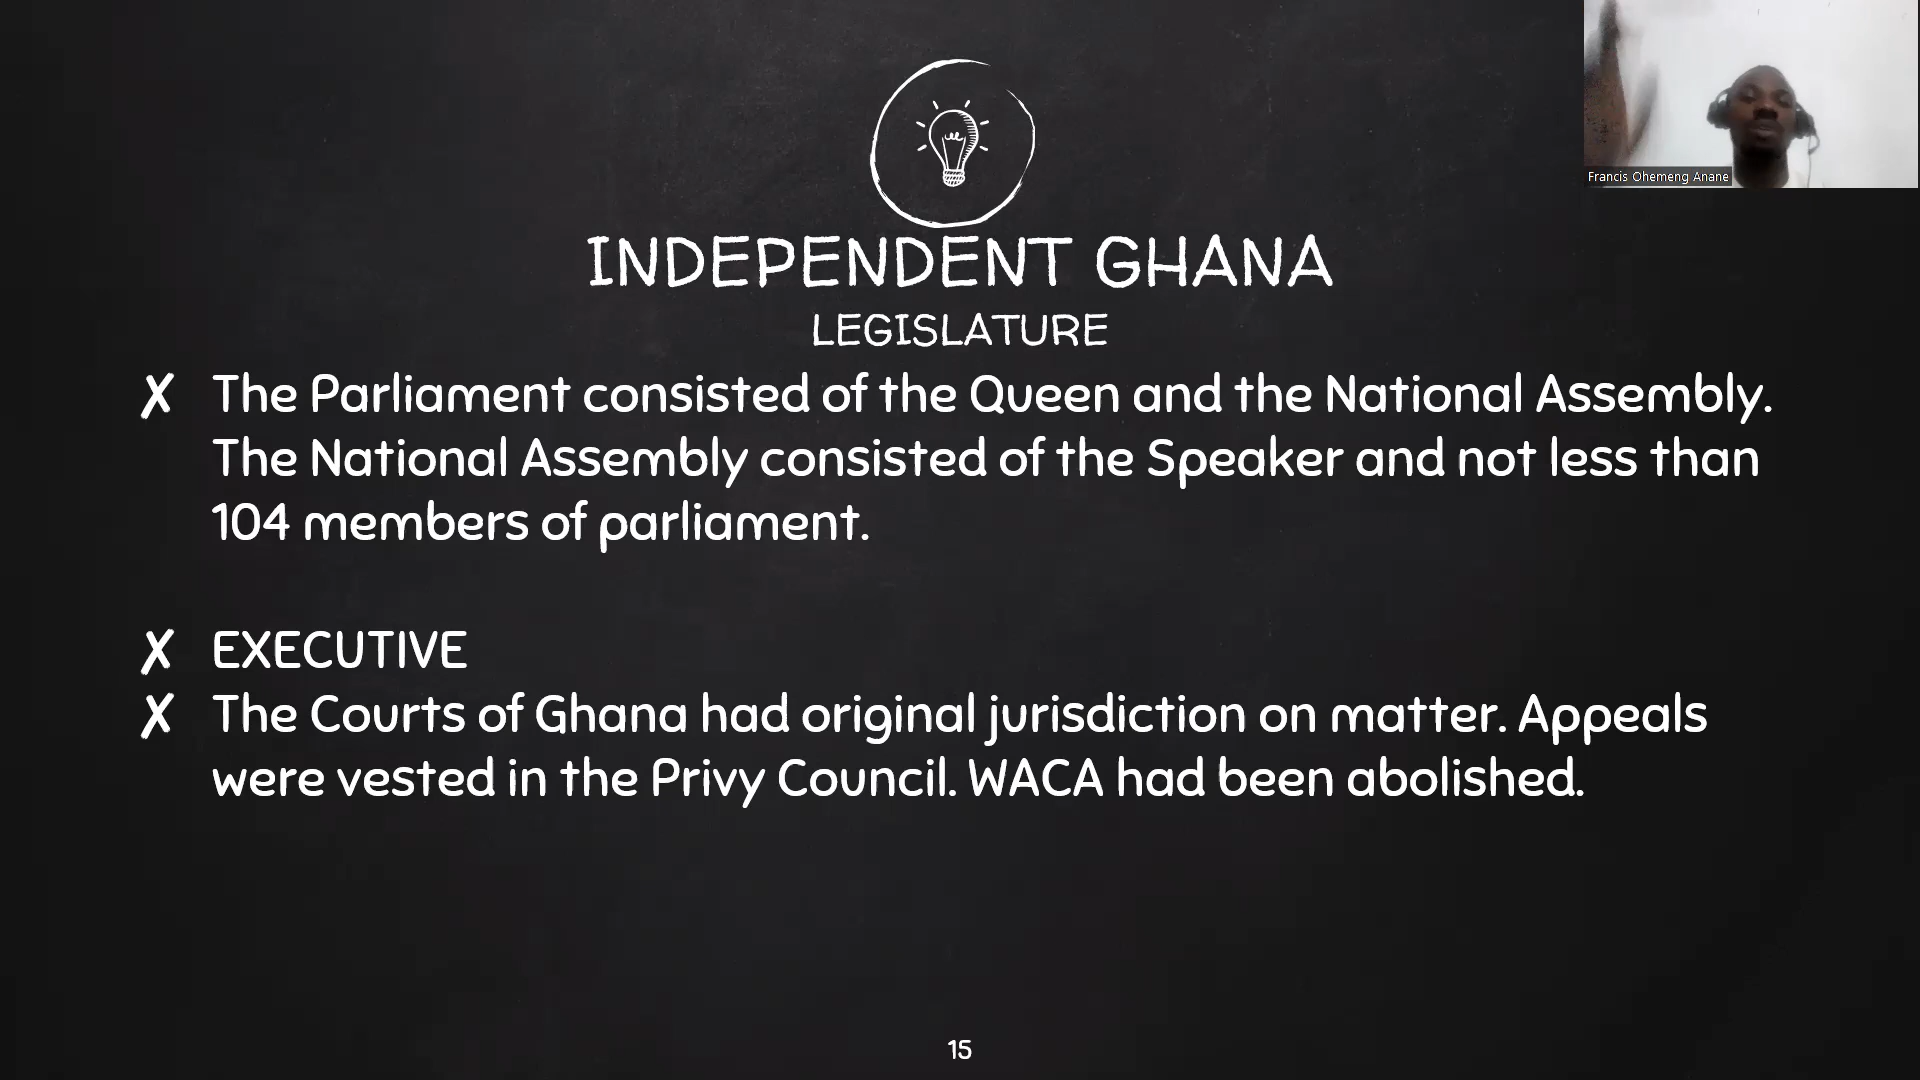 Francis Ohemeng Anane
INDEPENDENT GHANA
LEGISLATURE
✗ The Parliament consisted of the Queen and the National Assembly.
The National Assembly consisted of the Speaker and not less than
104 members of parliament.
✗ EXECUTIVE
✗ The Courts of Ghana had original jurisdiction on matter. Appeals
were vested in the Privy Council. WACA had been abolished.
15